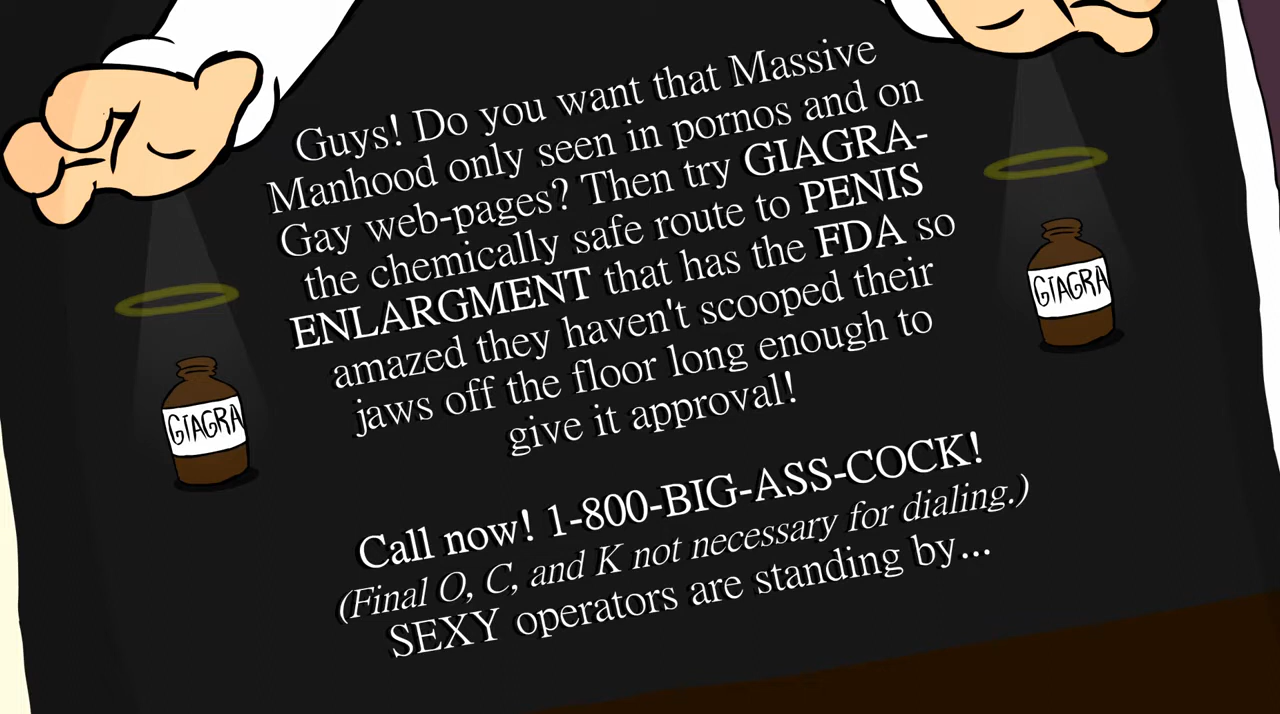 Guys! Do you want that Massive
Manhood only seen in pornos and on
Gay web-pages? Then try GIAGRA-
the chemically safe route to PENIS
ENLARGMENT that has the FDA so
amazed they haven't scooped their
jaws off the floor long enough to
give it approval!
GIAGRA
GIAGRA
Call now! 1-800-BIG-ASS-COCK!
(Final O, C, and K not necessary for dialing.)
SEXY operators are standing by...